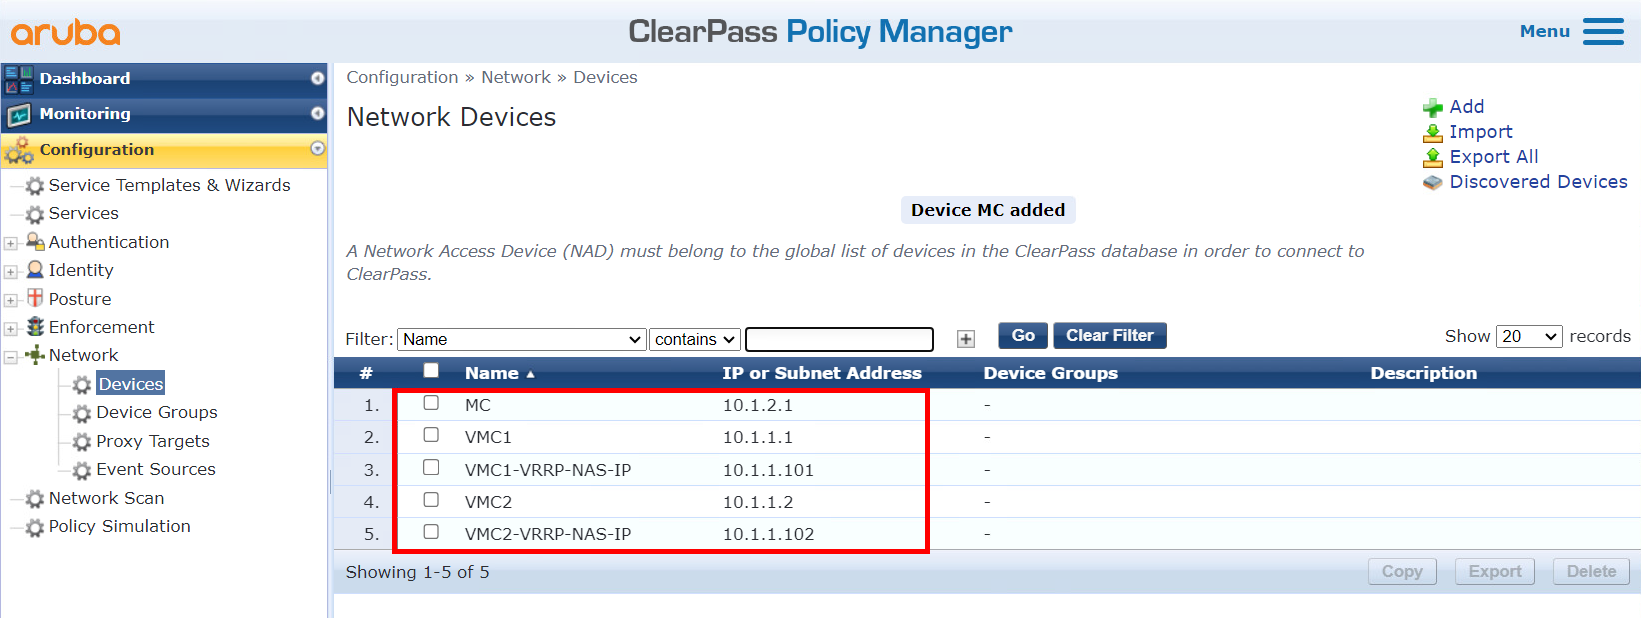 aruba
ClearPass Policy Manager
Menu
Dashboard
Monitoring
Configuration
Service Templates & Wizards
Services
Authentication
Identity
Posture
Enforcement
Network
Devices
Device Groups
Proxy Targets
Event Sources
Network Scan
Policy Simulation
Configuration » Network » Devices
Network Devices
Add
Import
Export All
Discovered Devices
Device MC added
A Network Access Device (NAD) must belong to the global list of devices in the ClearPass database in order to connect to
ClearPass.
Filter: Name contains Go Clear Filter Show 20 records
# Name IP or Subnet Address Device Groups Description
1. MC 10.1.2.1 -
2. VMC1 10.1.1.1 -
3. VMC1-VRRP-NAS-IP 10.1.1.101 -
4. VMC2 10.1.1.2 -
5. VMC2-VRRP-NAS-IP 10.1.1.102 -
Showing 1-5 of 5 Copy Export Delete